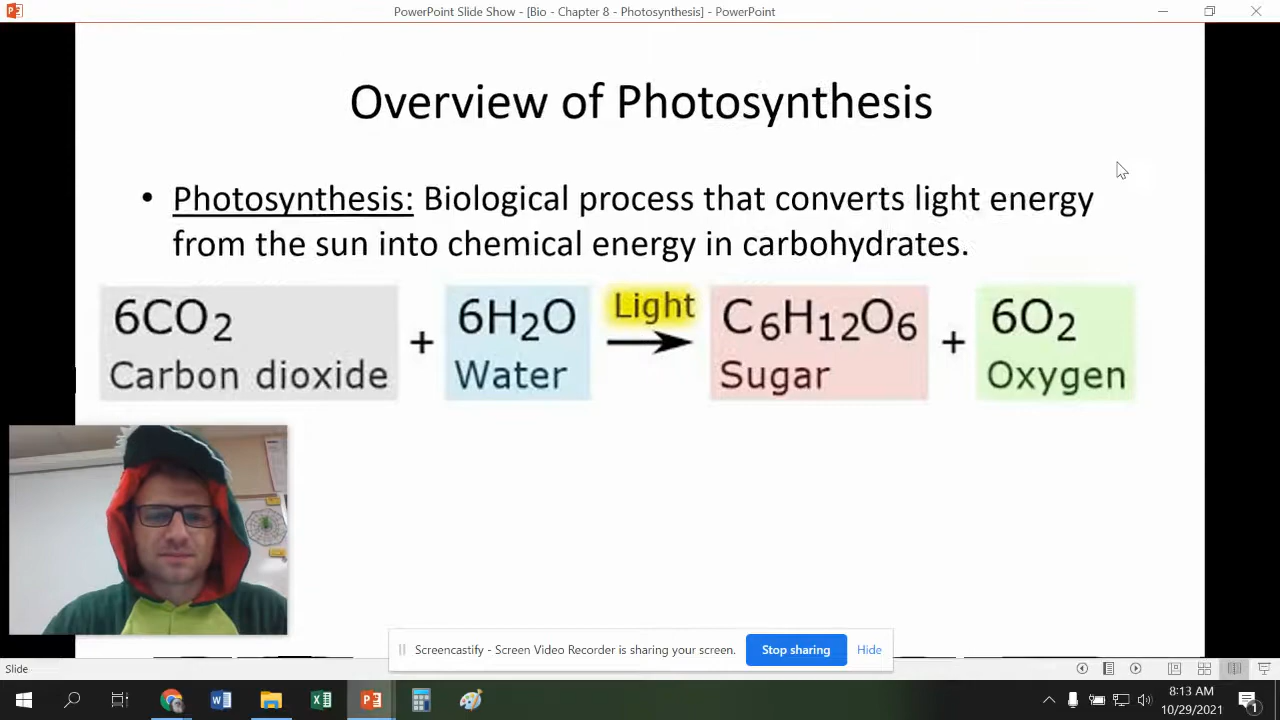 PowerPoint Slide Show - [Bio - Chapter 8 - Photosynthesis] - PowerPoint
Overview of Photosynthesis
• Photosynthesis: Biological process that converts light energy
from the sun into chemical energy in carbohydrates.
6CO₂ + 6H₂O Light C₆H₁₂O₆ + 6O₂
Carbon dioxide Water Sugar Oxygen
Screencastify - Screen Video Recorder is sharing your screen. Stop sharing Hide
Slide
8:13 AM
10/29/2021
1